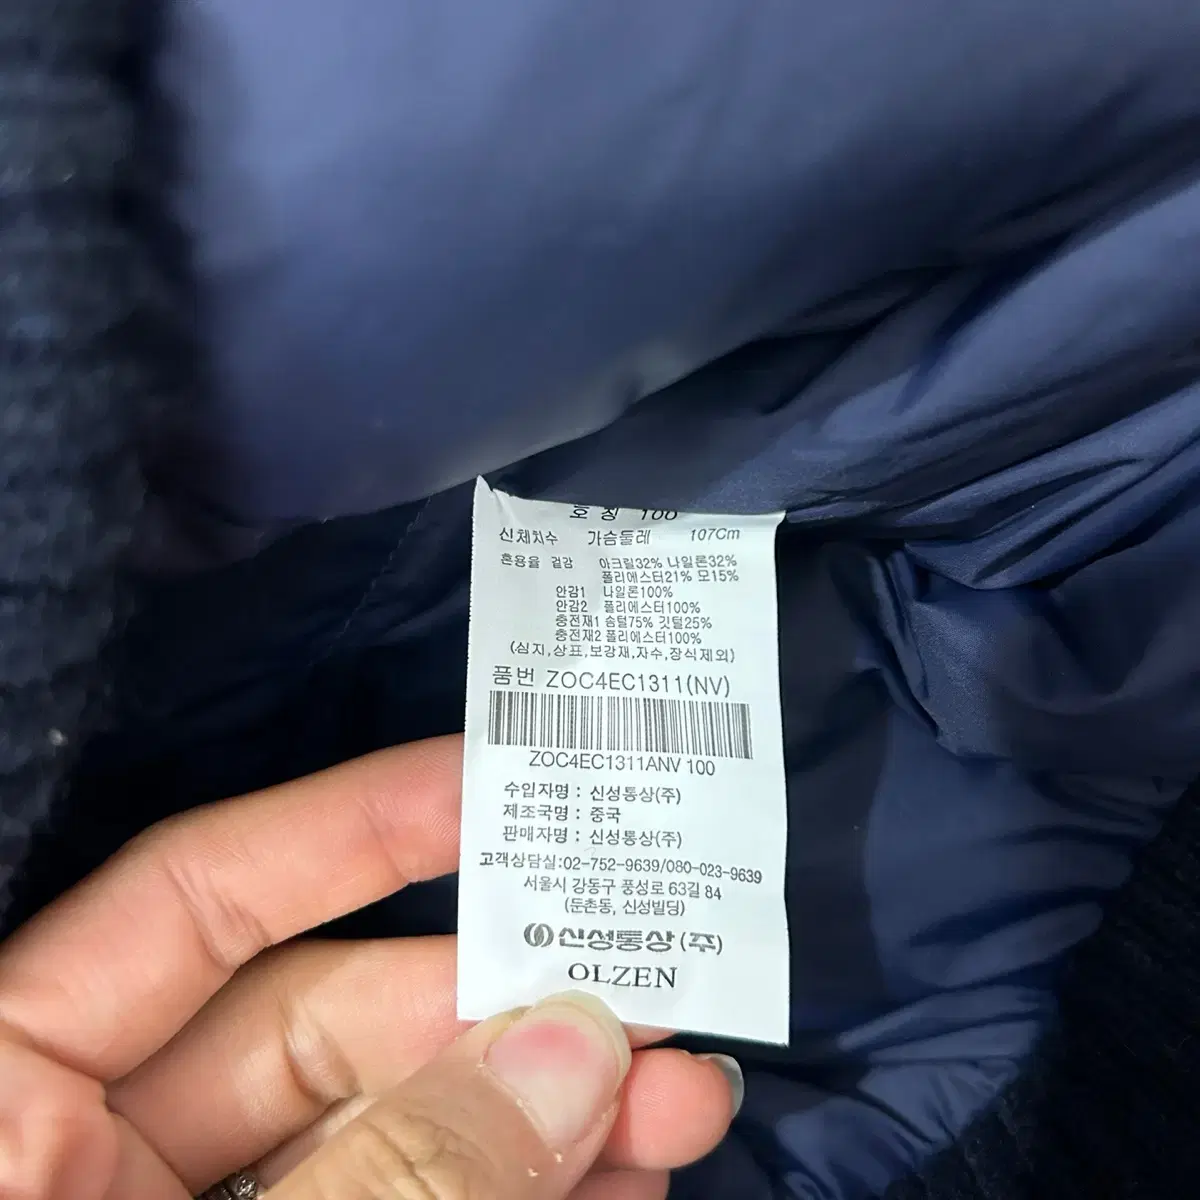 호 칭 100
신체치수 가슴둘레 107Cm
혼용율 겉감 아크릴32% 나일론32%
폴리에스터21% 모15%
안감1 나일론100%
안감2 폴리에스터100%
충전재1 솜털75% 깃털25%
충전재2 폴리에스터100%
(심지,상표,보강재,자수,장식제외)
품번 ZOC4EC1311(NV)
ZOC4EC1311ANV 100
수입자명 : 신성통상(주)
제조국명 : 중국
판매자명 : 신성통상(주)
고객상담실:02-752-9639/080-023-9639
서울시 강동구 풍성로 63길 84
(둔촌동, 신성빌딩)
신성통상(주)
OLZEN